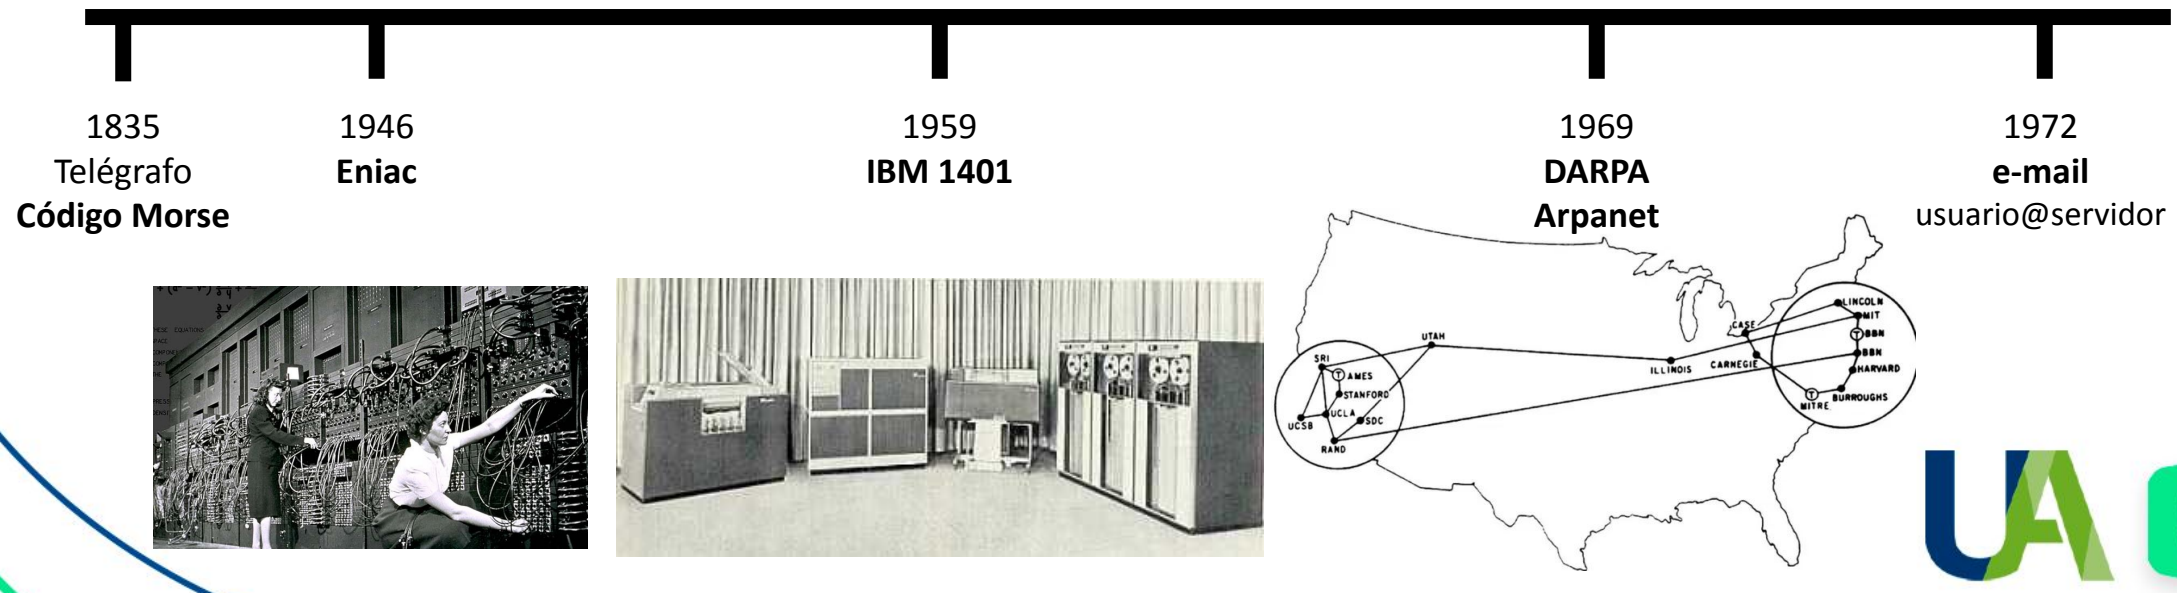 1835
Telégrafo
Código Morse
1946
Eniac
1959
IBM 1401
1969
DARPA
Arpanet
1972
e-mail
usuario@servidor
LINCOLN
CASE
MIT
UTAH
BBN
SRI
BBN
AMES
ILLINOIS
CARNEGIE
HARVARD
STANFORD
BURROUGHS
MITRE
UCLA
SDC
UCSB
RAND
T
T
T
UA